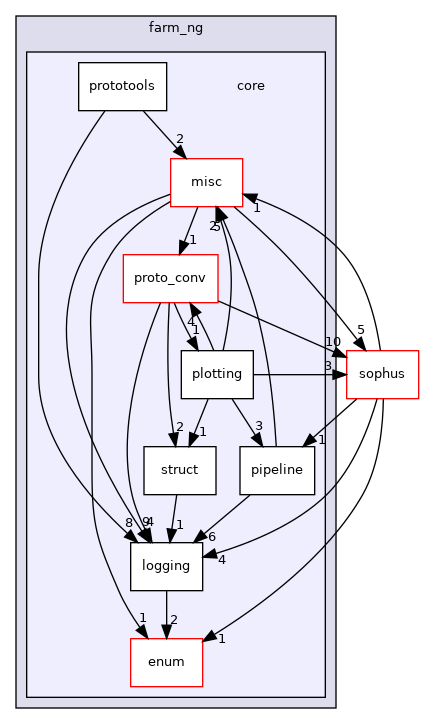 farm_ng
prototools
core
2
misc
2
5
1
1
proto_conv
4
1
10
5
plotting
3
sophus
2
1
3
1
struct
pipeline
8
9
4
1
6
4
logging
1
2
1
enum